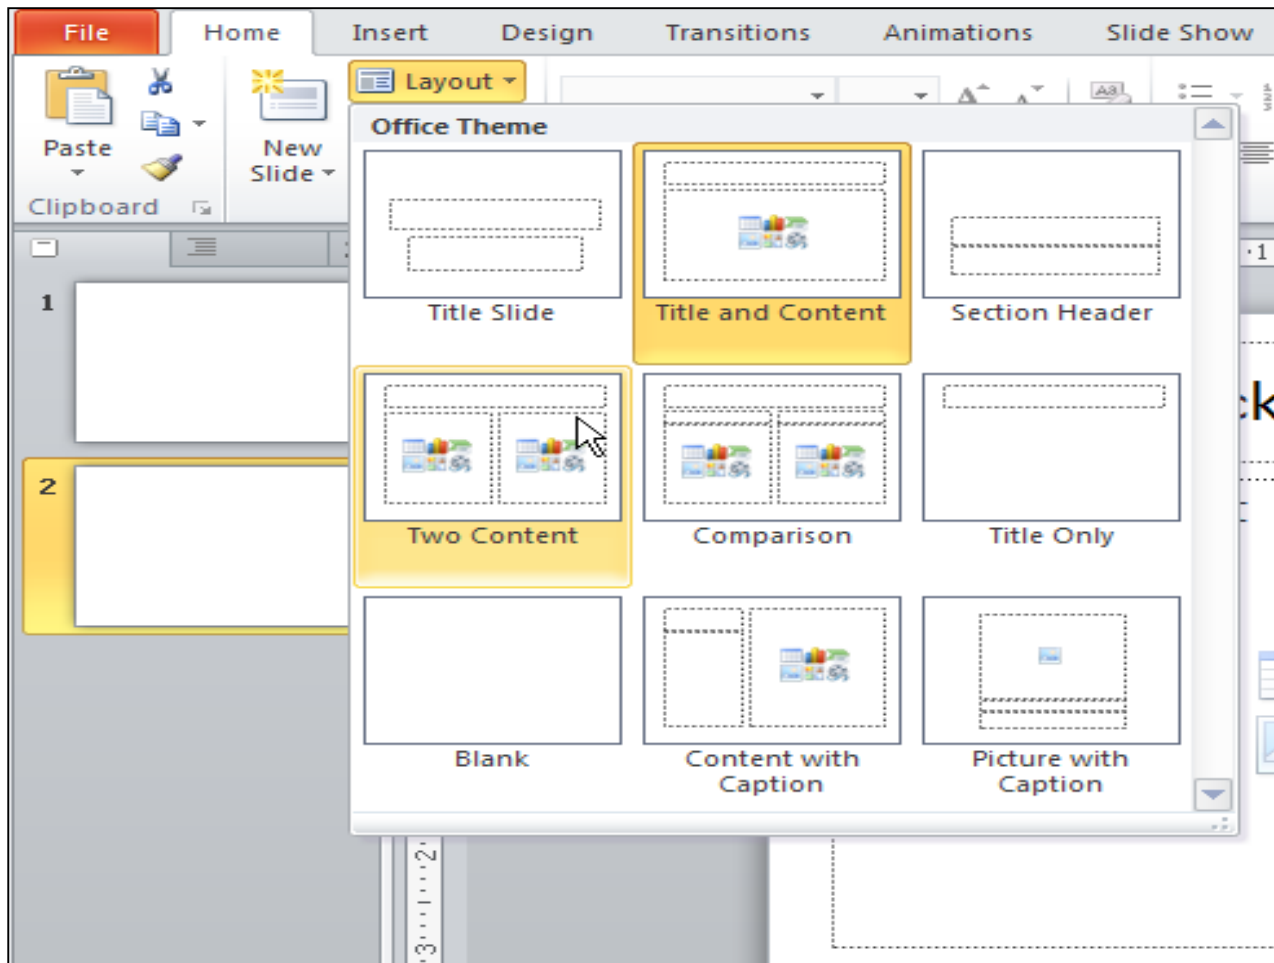 File Home Insert Design Transitions Animations Slide Show
Layout
Paste
New
Slide
Clipboard
Office Theme
Title Slide Title and Content Section Header
Two Content Comparison Title Only
Blank Content with
Caption Picture with
Caption
1
2